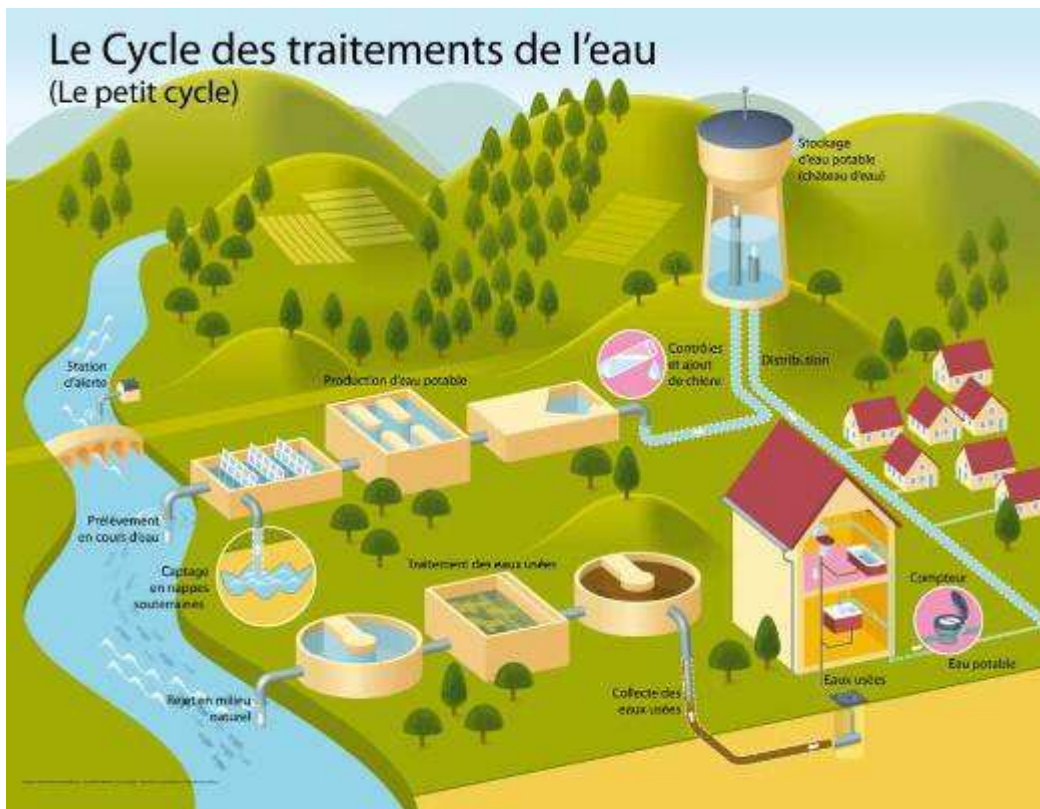 Le Cycle des traitements de l'eau
(Le petit cycle)
Stockage
d'eau potable
(château d'eau)
Station
d'alerte
Production d'eau potable
Contrôles
et ajout
de chlore
Distribution
Prélèvement
en cours d'eau
Captage
en nappes
souterraines
Traitement des eaux usées
Compteur
Eau potable
Eaux usées
Collecte des
eaux usées
Rejet en milieu
naturel